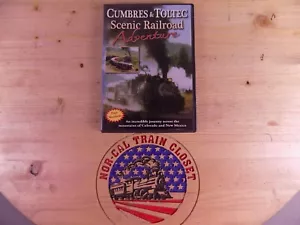 CUMBRES & TOLTEC
Scenic Railroad
Adventure
An incredible journey across the
mountains of Colorado and New Mexico
NOR-CAL TRAIN CLOSET